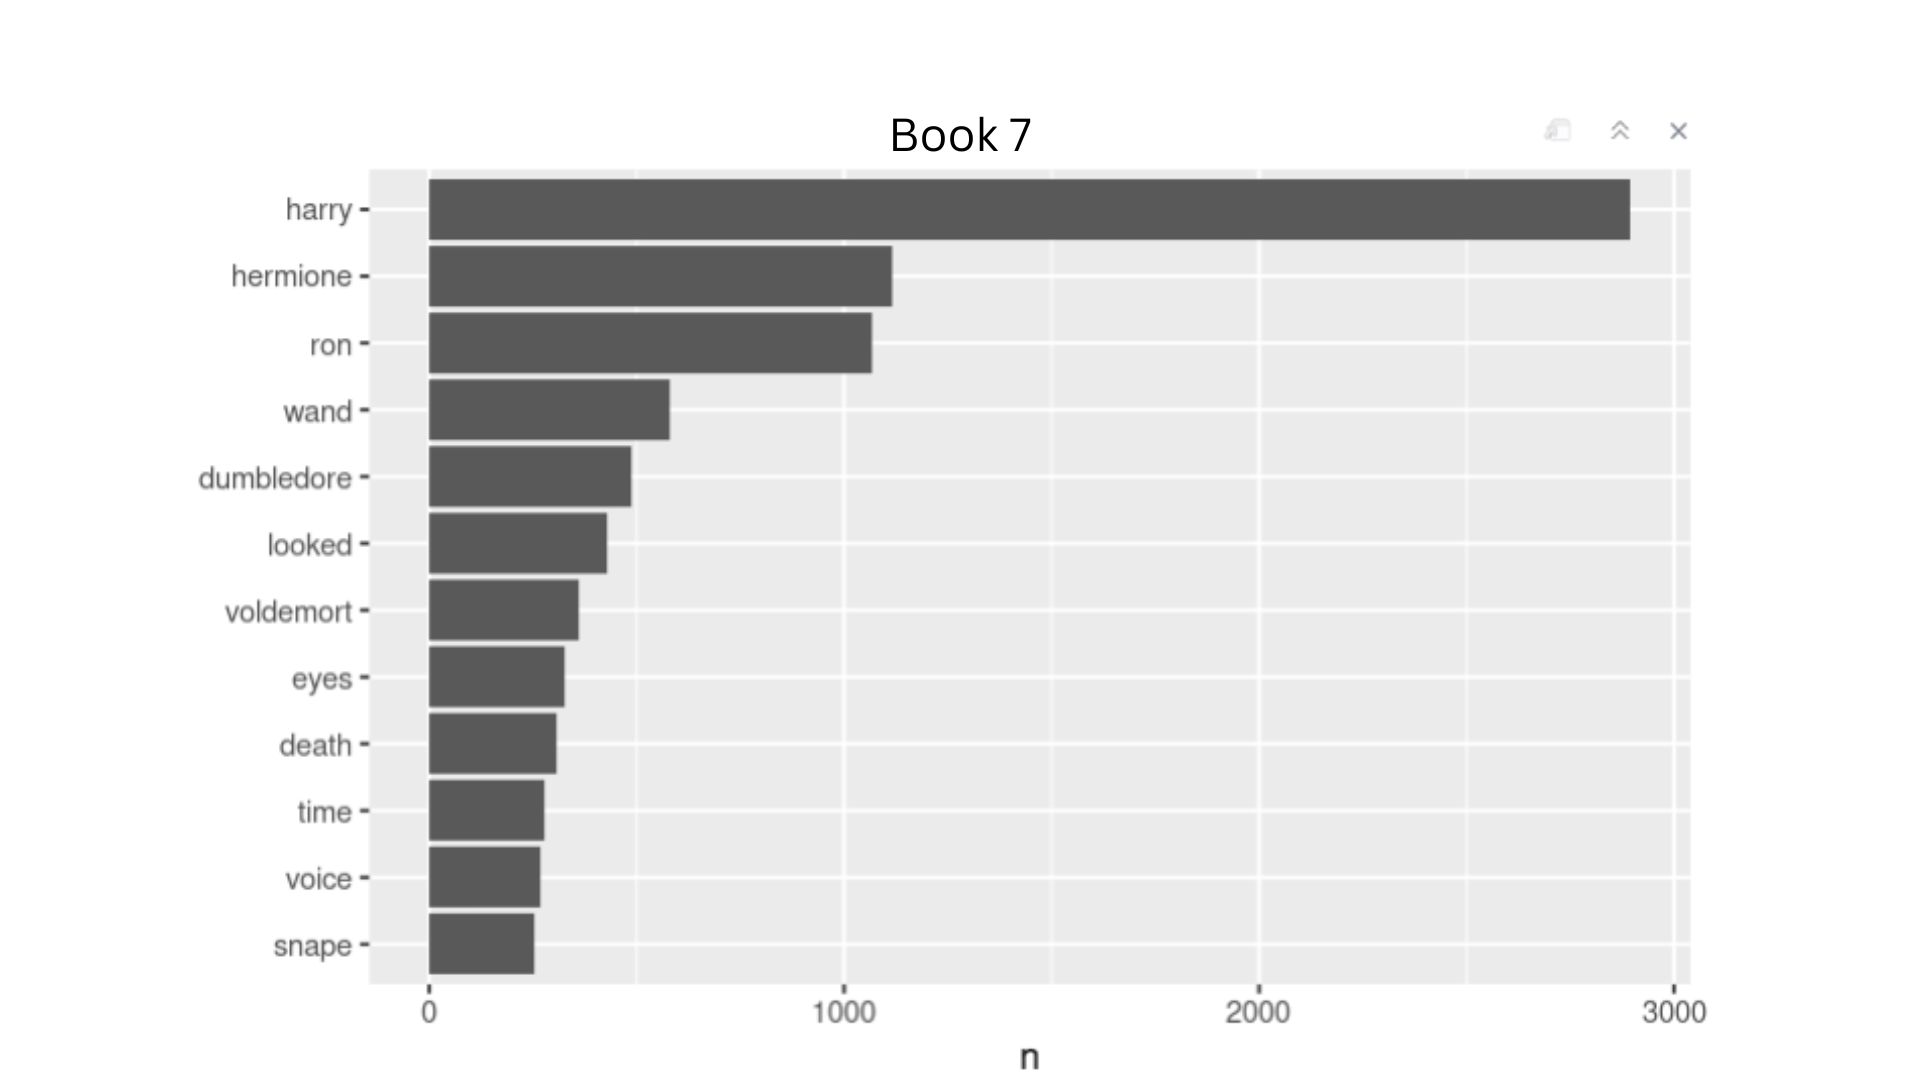 Book 7
harry
hermione
ron
wand
dumbledore
looked
voldemort
eyes
death
time
voice
snape
0 1000 2000 3000
n